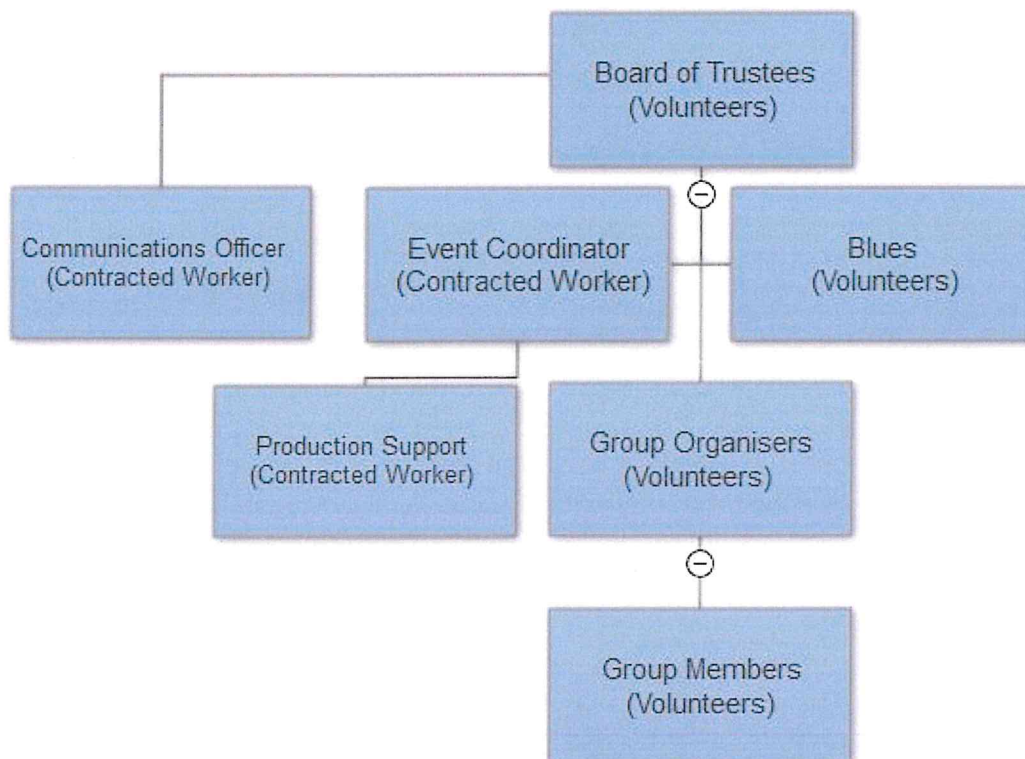 Board of Trustees
(Volunteers)
Communications Officer
(Contracted Worker)
Event Coordinator
(Contracted Worker)
Blues
(Volunteers)
Production Support
(Contracted Worker)
Group Organisers
(Volunteers)
Group Members
(Volunteers)